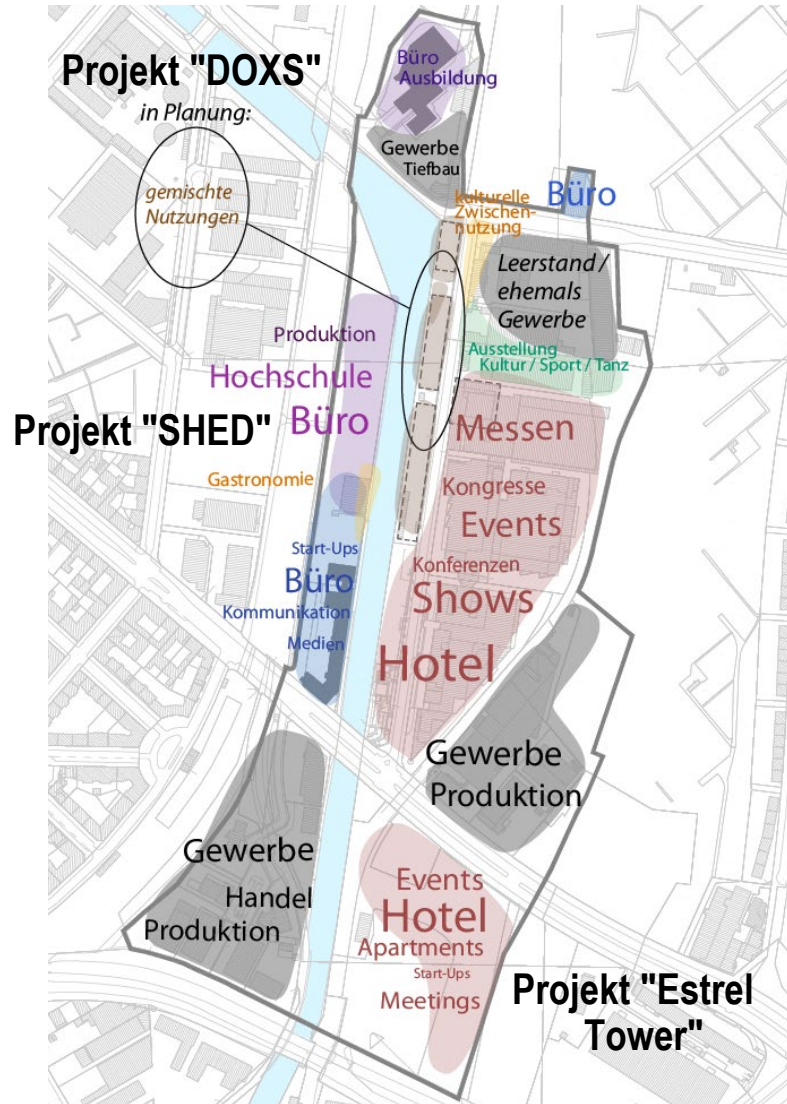 Projekt "DOXS"
in Planung:
gemischte
Nutzungen
Büro
Ausbildung
Gewerbe
Tiefbau
kulturelle
Zwischen-
nutzung
Büro
Leerstand /
ehemals
Gewerbe
Produktion
Hochschule
Büro
Projekt "SHED"
Gastronomie
Ausstellung
Kultur / Sport / Tanz
Messen
Kongresse
Events
Konferenzen
Shows
Hotel
Start-Ups
Büro
Kommunikation
Medien
Gewerbe
Produktion
Gewerbe
Handel
Produktion
Events
Hotel
Apartments
Start-Ups
Meetings
Projekt "Estrel
Tower"